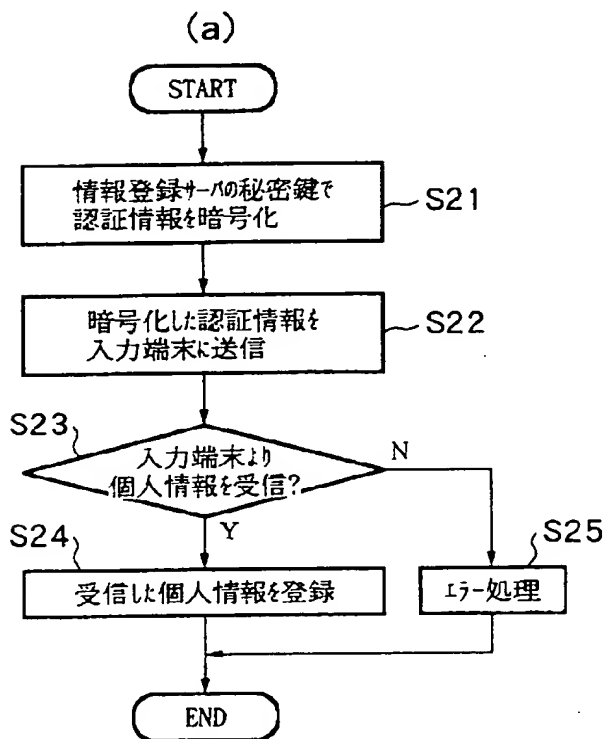 (a)
START
情報登録サーバの秘密鍵で
認証情報を暗号化
S21
暗号化した認証情報を
入力端末に送信
S22
S23
入力端末より
個人情報を受信?
N
Y
S24
受信した個人情報を登録
S25
エラー処理
END